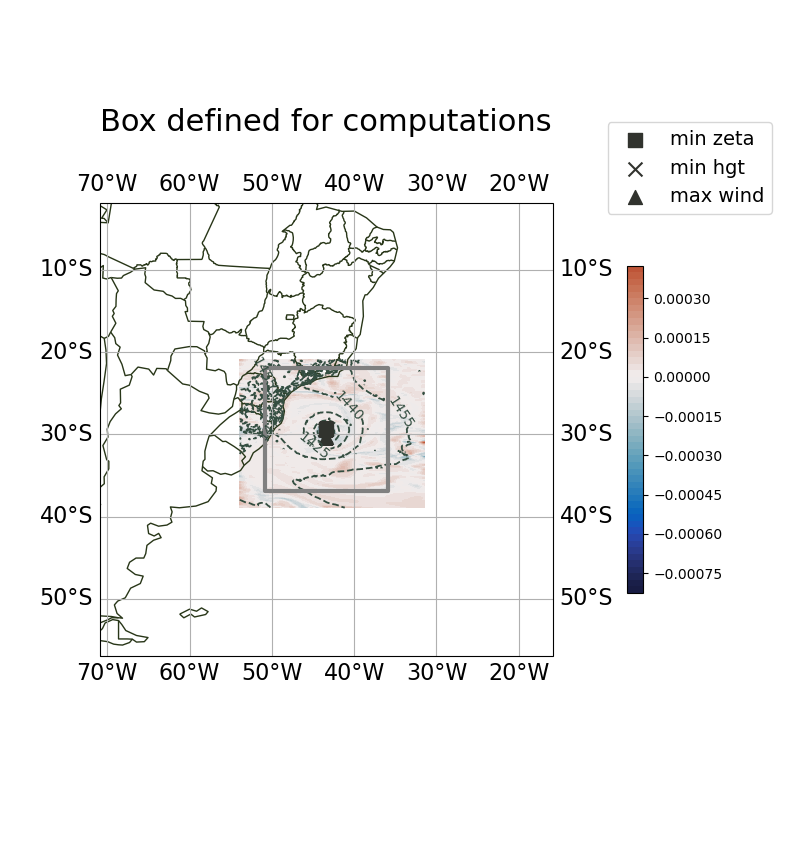 Box defined for computations
min zeta
min hgt
max wind
70°W 60°W 50°W 40°W 30°W 20°W
10°S 10°S
20°S 20°S
30°S 30°S
40°S 40°S
50°S 50°S
70°W 60°W 50°W 40°W 30°W 20°W
1440
1455
1425
0.00030
0.00015
0.00000
−0.00015
−0.00030
−0.00045
−0.00060
−0.00075